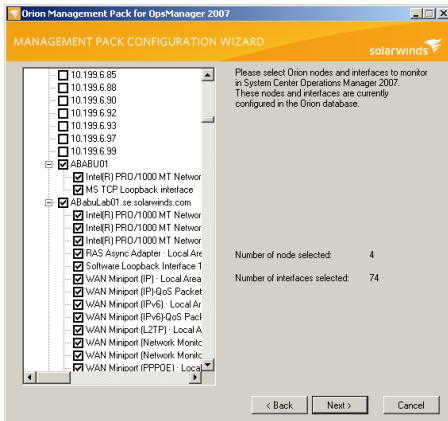 Orion Management Pack for OpsManager 2007
MANAGEMENT PACK CONFIGURATION WIZARD
solarwinds
10.199.6.85
10.199.6.88
10.199.6.90
10.199.6.92
10.199.6.93
10.199.6.97
10.199.6.99
ABABU01
Intel(R) PRO/1000 MT Networ
MS TCP Loopback interface
ABabuLab01.se.solarwinds.com
Intel(R) PRO/1000 MT Networ
Intel(R) PRO/1000 MT Networ
Intel(R) PRO/1000 MT Networ
RAS Async Adapter · Local Are
Software Loopback Interface 1
WAN Miniport (IP) · Local Area
WAN Miniport (IP)-QoS Packet
WAN Miniport (IPv6) · Local Ar
WAN Miniport (IPv6)-QoS Pack
WAN Miniport (L2TP) · Local A
WAN Miniport (Network Monito
WAN Miniport (Network Monito
WAN Miniport (PPPOE) · Local
Please select Orion nodes and interfaces to monitor
in System Center Operations Manager 2007.
These nodes and interfaces are currently
configured in the Orion database.
Number of node selected: 4
Number of interfaces selected: 74
< Back
Next >
Cancel